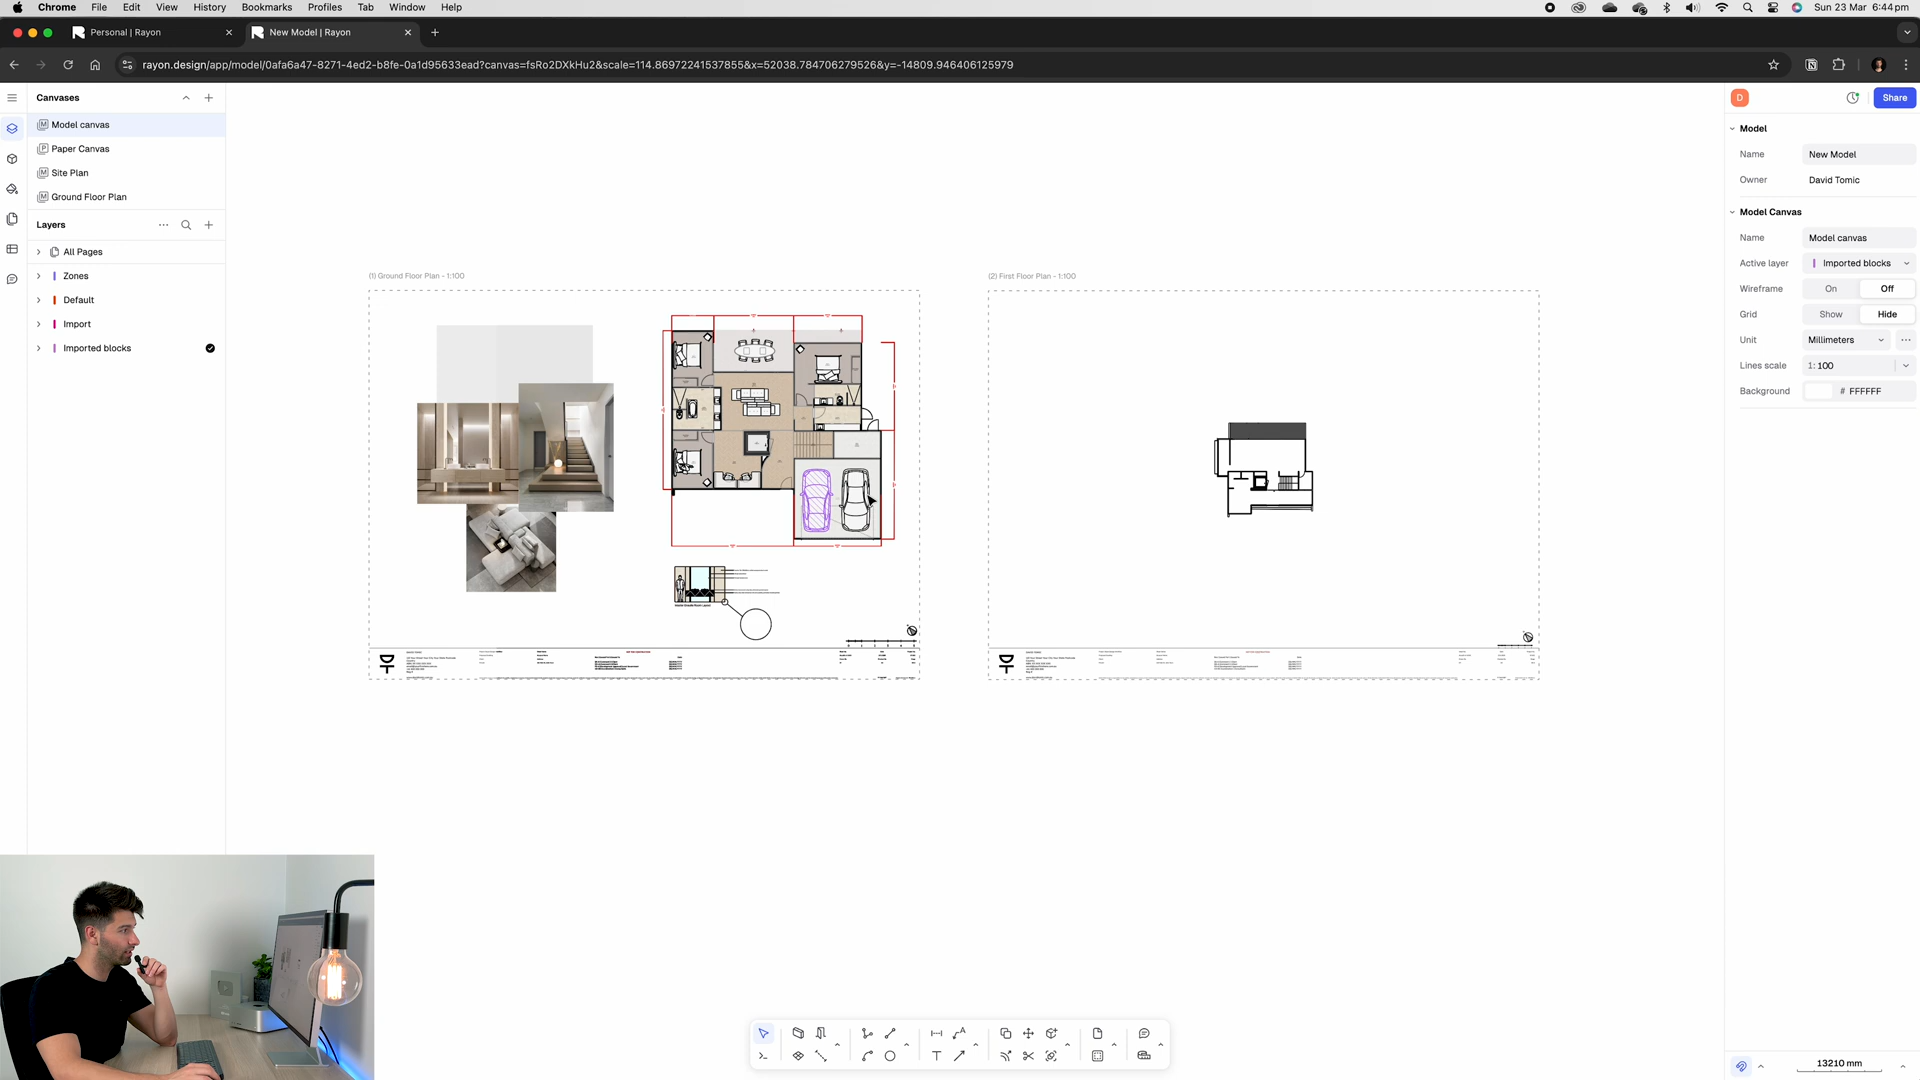 Chrome File Edit View History Bookmarks Profiles Tab Window Help
Sun 23 Mar 6:44pm
Personal | Rayon
New Model | Rayon
rayon.design/app/model/0afa6a47-8271-4ed2-b8fe-0a1d95633ead?canvas=fsRo2DXkHu2&scale=114.86972241537855&x=52038.784706279526&y=-14809.946406125979
Canvases
Model canvas
Paper Canvas
Site Plan
Ground Floor Plan
Layers
All Pages
Zones
Default
Import
Imported blocks
(1) Ground Floor Plan - 1:100
(2) First Floor Plan - 1:100
D
Share
Model
Name New Model
Owner David Tomic
Model Canvas
Name Model canvas
Active layer Imported blocks
Wireframe On Off
Grid Show Hide
Unit Millimeters
Lines scale 1: 100
Background # FFFFFF
13210 mm